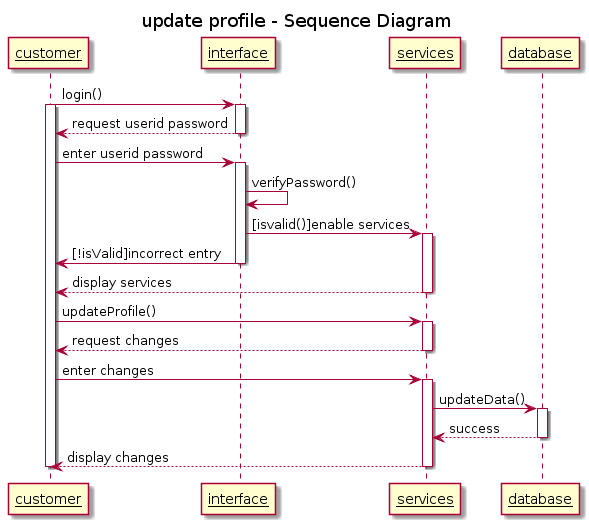 update profile - Sequence Diagram
customer interface services database
login()
request userid password
enter userid password
verifyPassword()
[isvalid()]enable services
[!isValid]incorrect entry
display services
updateProfile()
request changes
enter changes
updateData()
success
display changes
customer interface services database